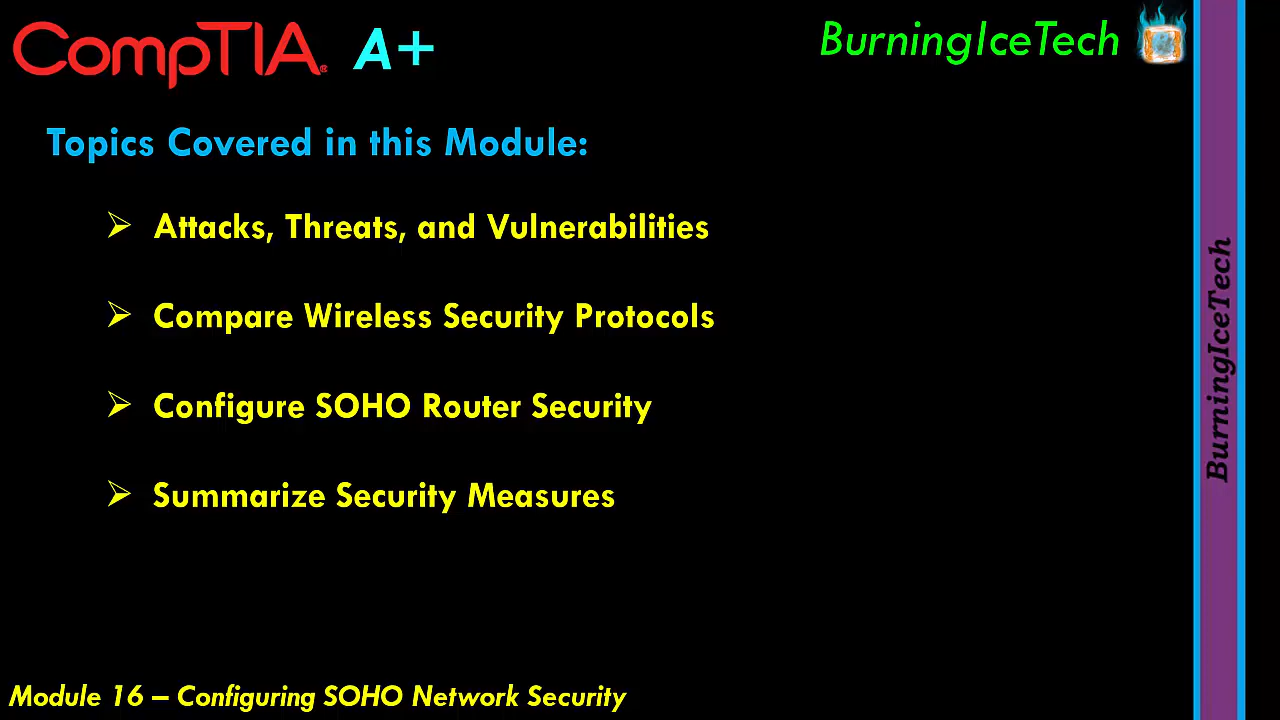 CompTIA® A+
BurningIceTech
Topics Covered in this Module:
➢ Attacks, Threats, and Vulnerabilities
➢ Compare Wireless Security Protocols
➢ Configure SOHO Router Security
➢ Summarize Security Measures
BurningIceTech
Module 16 – Configuring SOHO Network Security